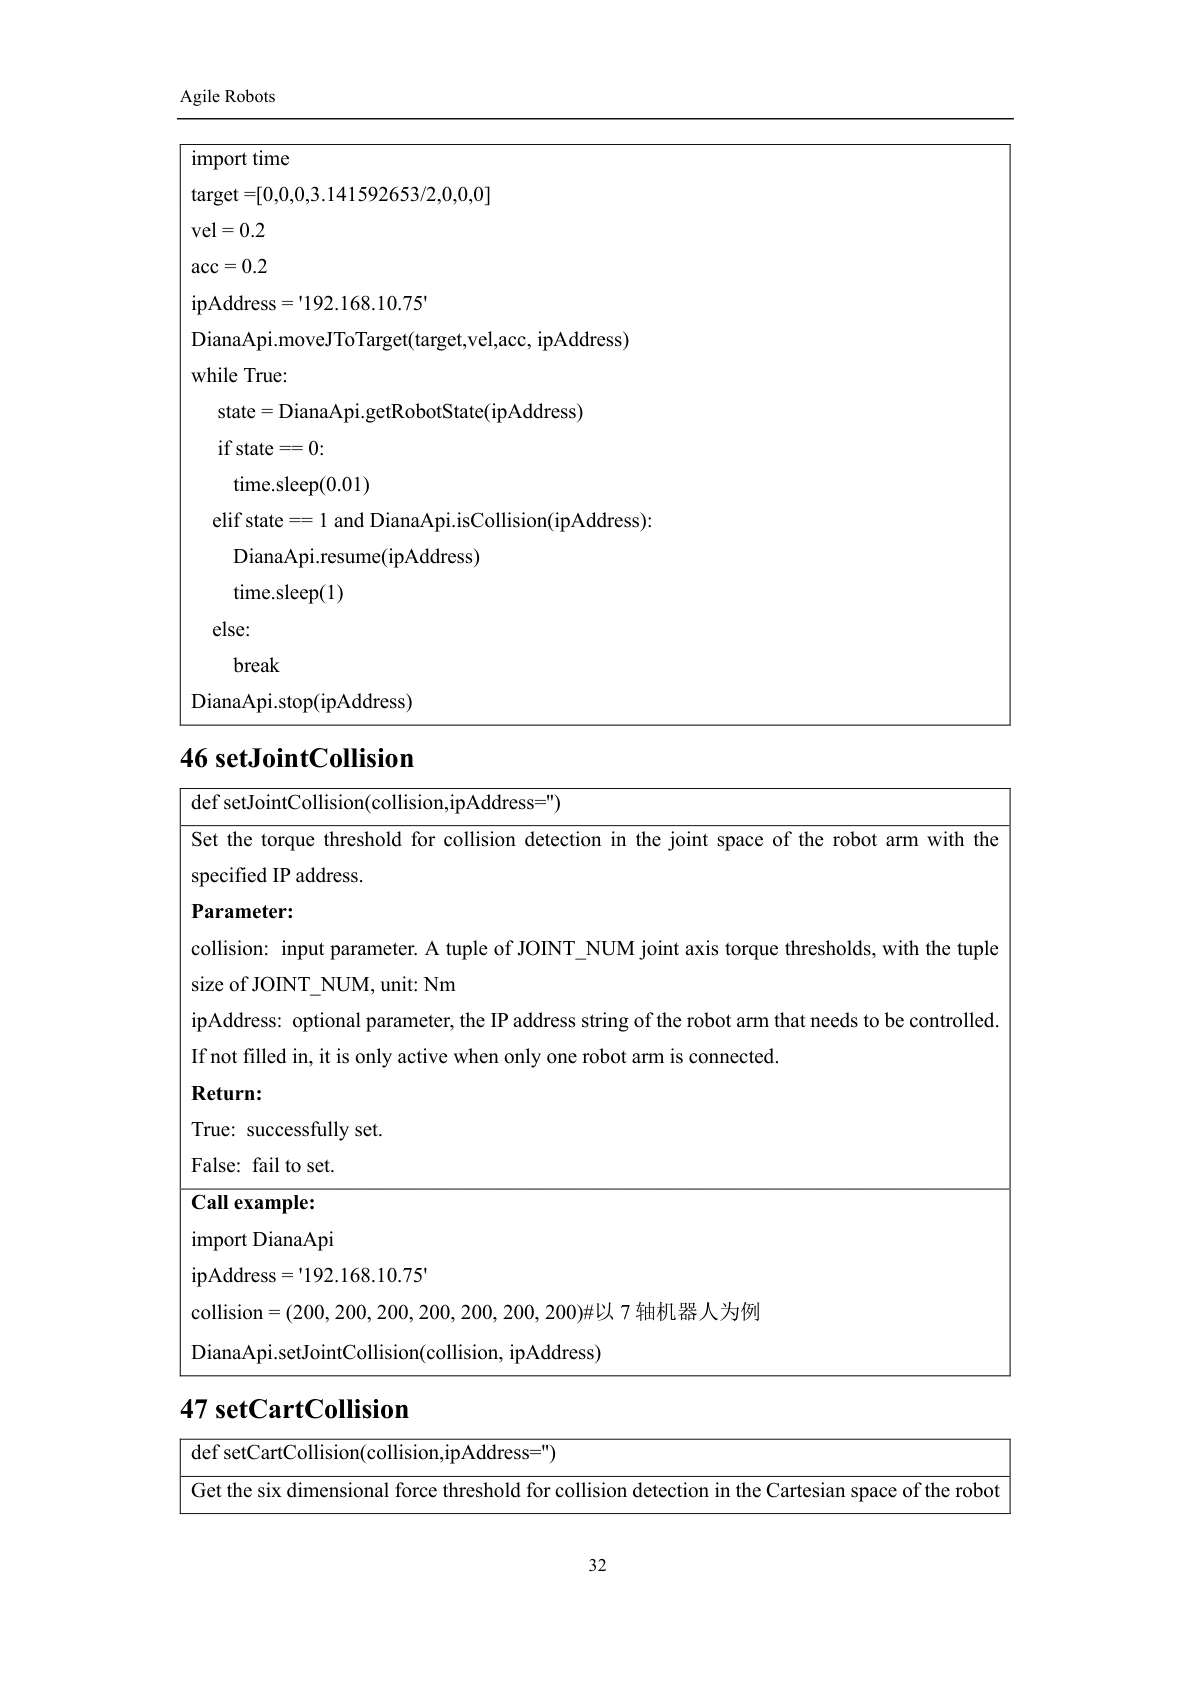 Agile Robots
import time
target =[0,0,0,3.141592653/2,0,0,0]
vel = 0.2
acc = 0.2
ipAddress = '192.168.10.75'
DianaApi.moveJToTarget(target,vel,acc, ipAddress)
while True:
state = DianaApi.getRobotState(ipAddress)
if state == 0:
time.sleep(0.01)
elif state == 1 and DianaApi.isCollision(ipAddress):
DianaApi.resume(ipAddress)
time.sleep(1)
else:
break
DianaApi.stop(ipAddress)
46 setJointCollision
def setJointCollision(collision,ipAddress='')
Set the torque threshold for collision detection in the joint space of the robot arm with the
specified IP address.
Parameter:
collision: input parameter. A tuple of JOINT_NUM joint axis torque thresholds, with the tuple
size of JOINT_NUM, unit: Nm
ipAddress: optional parameter, the IP address string of the robot arm that needs to be controlled.
If not filled in, it is only active when only one robot arm is connected.
Return:
True: successfully set.
False: fail to set.
Call example:
import DianaApi
ipAddress = '192.168.10.75'
collision = (200, 200, 200, 200, 200, 200, 200)#以 7 轴机器人为例
DianaApi.setJointCollision(collision, ipAddress)
47 setCartCollision
def setCartCollision(collision,ipAddress='')
Get the six dimensional force threshold for collision detection in the Cartesian space of the robot
32